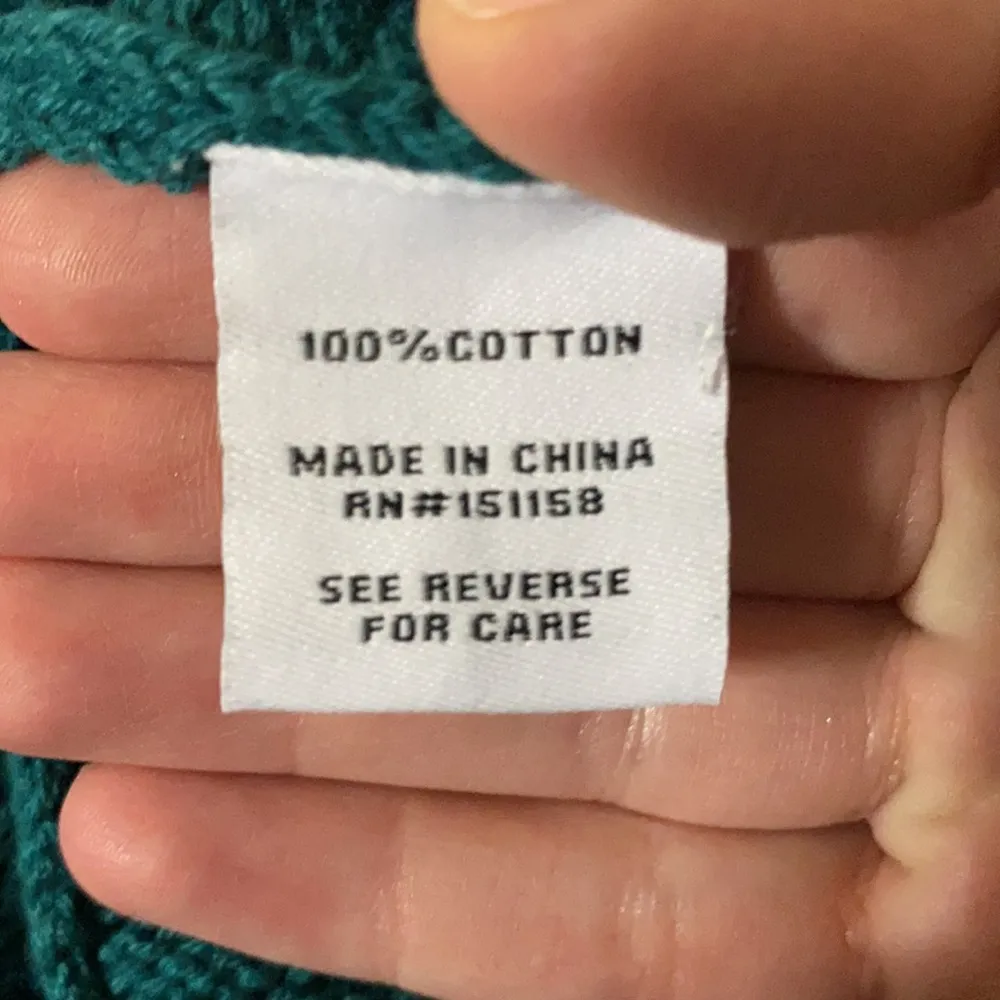 100%COTTON
MADE IN CHINA
RN#151158
SEE REVERSE
FOR CARE